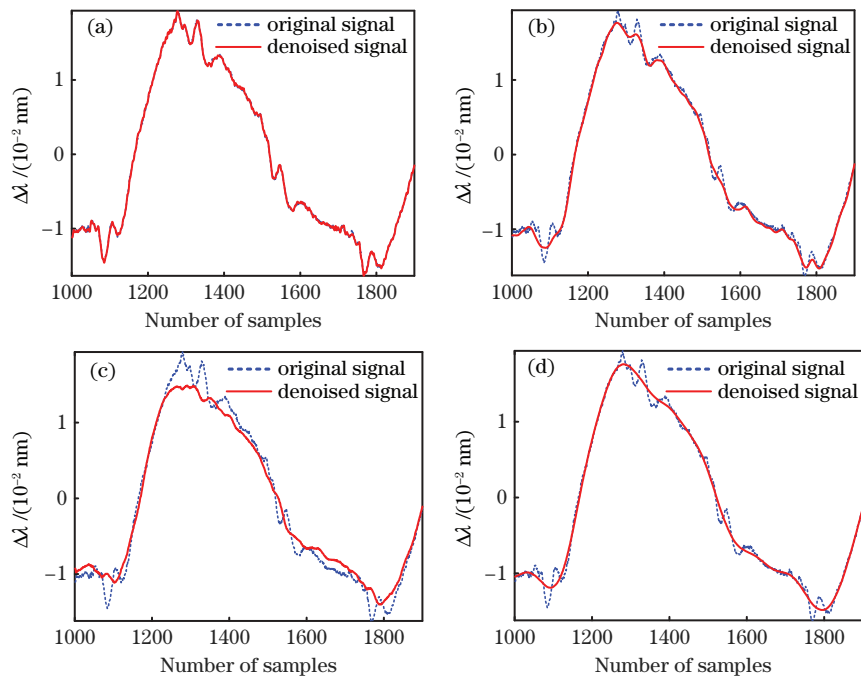 (a)
original signal
denoised signal
1
0
−1
Δλ /(10⁻² nm)
1000 1200 1400 1600 1800
Number of samples
(b)
original signal
denoised signal
1
0
−1
Δλ /(10⁻² nm)
1000 1200 1400 1600 1800
Number of samples
(c)
original signal
denoised signal
1
0
−1
Δλ /(10⁻² nm)
1000 1200 1400 1600 1800
Number of samples
(d)
original signal
denoised signal
1
0
−1
Δλ /(10⁻² nm)
1000 1200 1400 1600 1800
Number of samples